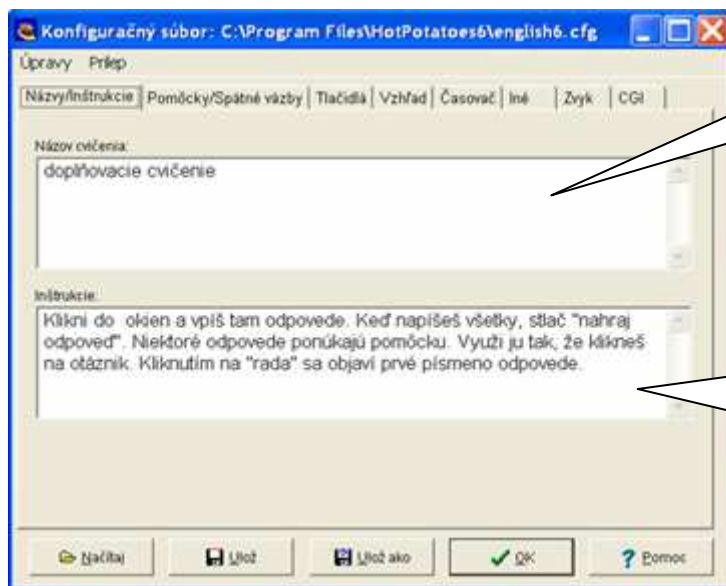 Konfiguračný súbor: C:\Program Files\HotPotatoes6\english6.cfg
Úpravy Prilep
Názvy/Inštrukcie Pomôcky/Spätné väzby Tlačidlá Vzhľad Časovač Iné Zvyk CGI
Názov cvičenia:
doplňovacie cvičenie
Inštrukcie:
Klikni do okien a vpíš tam odpovede. Keď napíšeš všetky, stlač "nahraj
odpoveď". Niektoré odpovede ponúkajú pomôcku. Využi ju tak, že klikneš
na otáznik. Kliknutím na "rada" sa objaví prvé písmeno odpovede.
Načítaj Ulož Ulož ako OK Pomoc